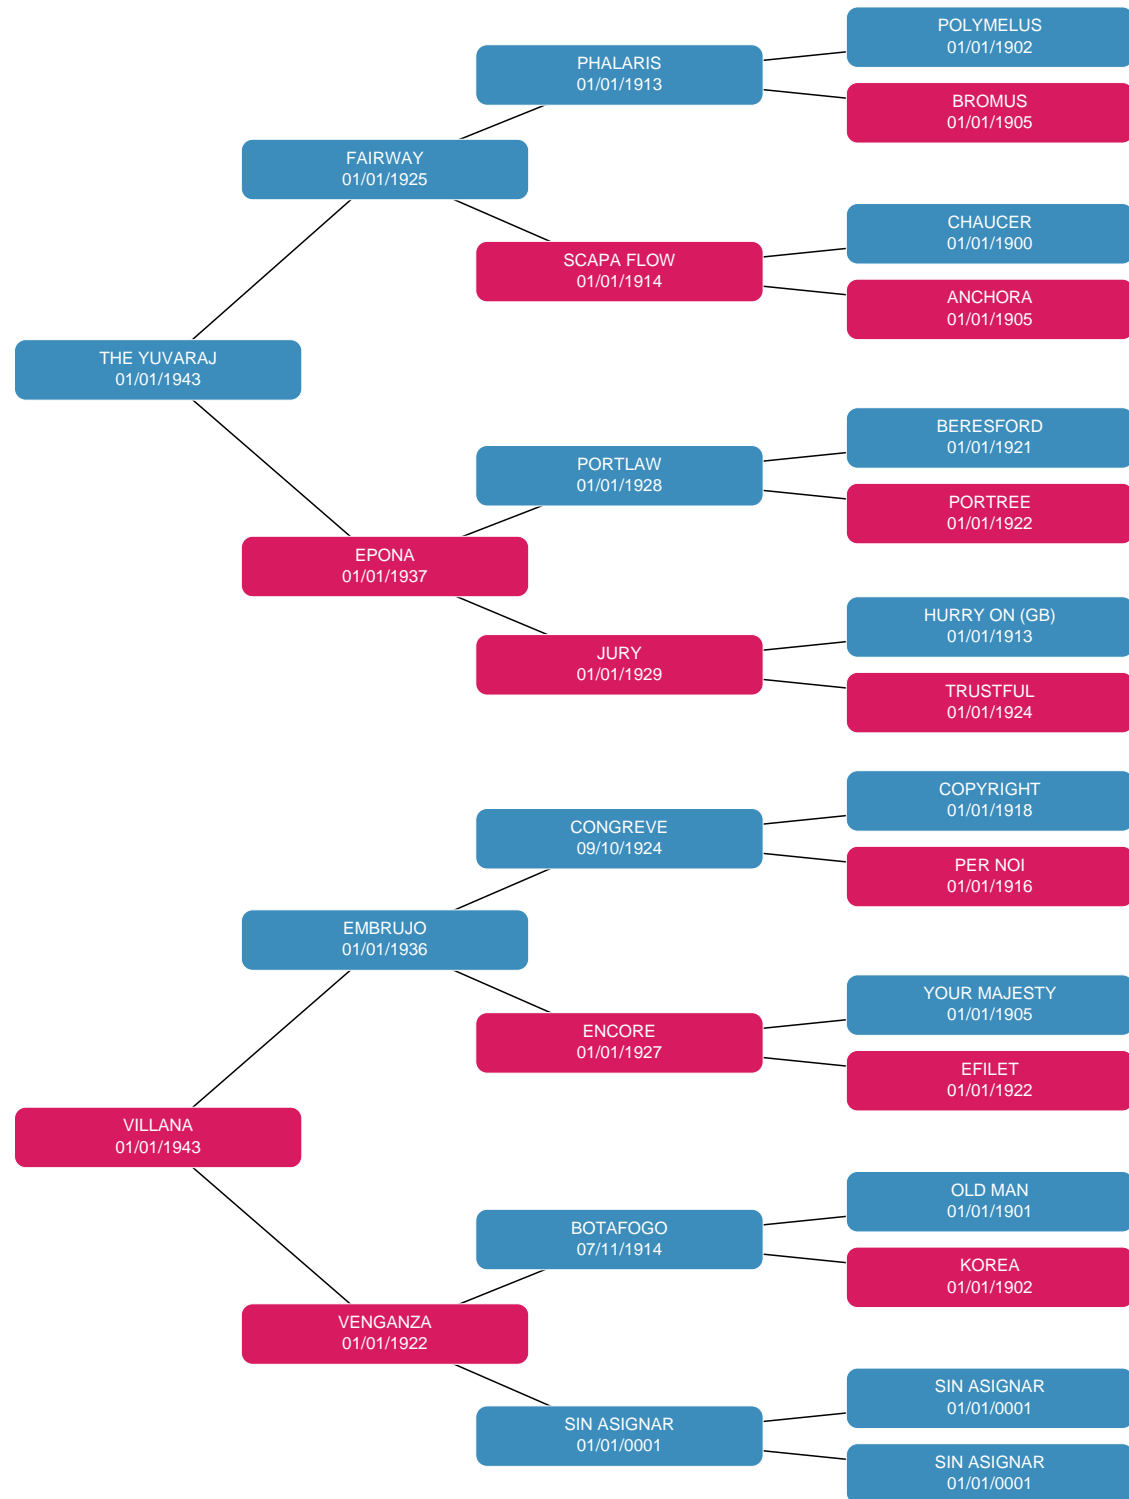 POLYMELUS
01/01/1902
PHALARIS
01/01/1913
BROMUS
01/01/1905
FAIRWAY
01/01/1925
CHAUCER
01/01/1900
SCAPA FLOW
01/01/1914
ANCHORA
01/01/1905
THE YUVARAJ
01/01/1943
BERESFORD
01/01/1921
PORTLAW
01/01/1928
PORTREE
01/01/1922
EPONA
01/01/1937
HURRY ON (GB)
01/01/1913
JURY
01/01/1929
TRUSTFUL
01/01/1924
COPYRIGHT
01/01/1918
CONGREVE
09/10/1924
PER NOI
01/01/1916
EMBRUJO
01/01/1936
YOUR MAJESTY
01/01/1905
ENCORE
01/01/1927
EFILET
01/01/1922
VILLANA
01/01/1943
OLD MAN
01/01/1901
BOTAFOGO
07/11/1914
KOREA
01/01/1902
VENGANZA
01/01/1922
SIN ASIGNAR
01/01/0001
SIN ASIGNAR
01/01/0001
SIN ASIGNAR
01/01/0001